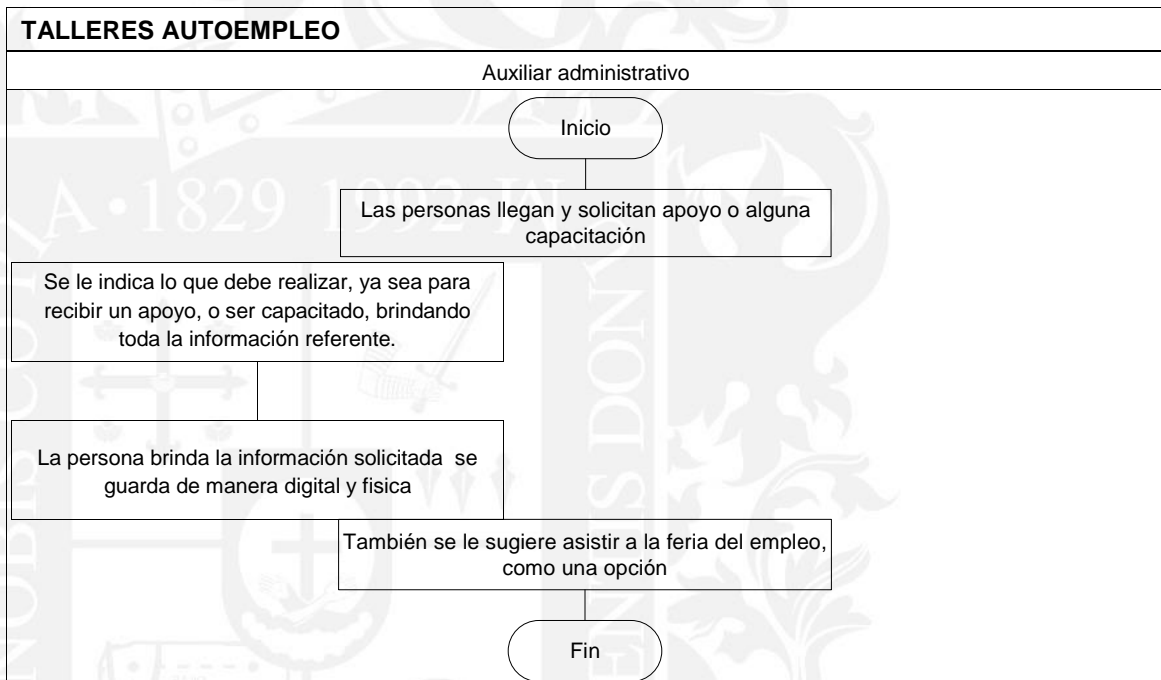 TALLERES AUTOEMPLEO
Auxiliar administrativo
Inicio
A • 1829 1992 • M
Las personas llegan y solicitan apoyo o alguna
capacitación
Se le indica lo que debe realizar, ya sea para
recibir un apoyo, o ser capacitado, brindando
toda la información referente.
La persona brinda la información solicitada se
guarda de manera digital y fisica
También se le sugiere asistir a la feria del empleo,
como una opción
Fin